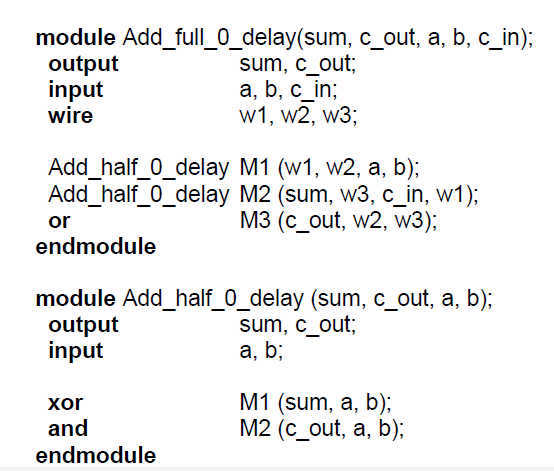 module Add_full_0_delay(sum, c_out, a, b, c_in);
output sum, c_out;
input a, b, c_in;
wire w1, w2, w3;
Add_half_0_delay M1 (w1, w2, a, b);
Add_half_0_delay M2 (sum, w3, c_in, w1);
or M3 (c_out, w2, w3);
endmodule
module Add_half_0_delay (sum, c_out, a, b);
output sum, c_out;
input a, b;
xor M1 (sum, a, b);
and M2 (c_out, a, b);
endmodule